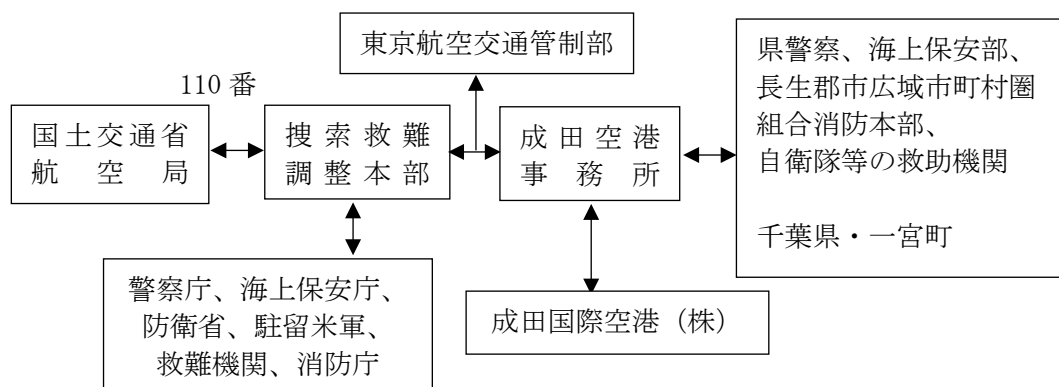 東京航空交通管制部
110 番
国土交通省
航空局
捜索救難
調整本部
成田空港
事務所
県警察、海上保安部、
長生郡市広域市町村圏
組合消防本部、
自衛隊等の救助機関
千葉県・一宮町
警察庁、海上保安庁、
防衛省、駐留米軍、
救難機関、消防庁
成田国際空港（株）